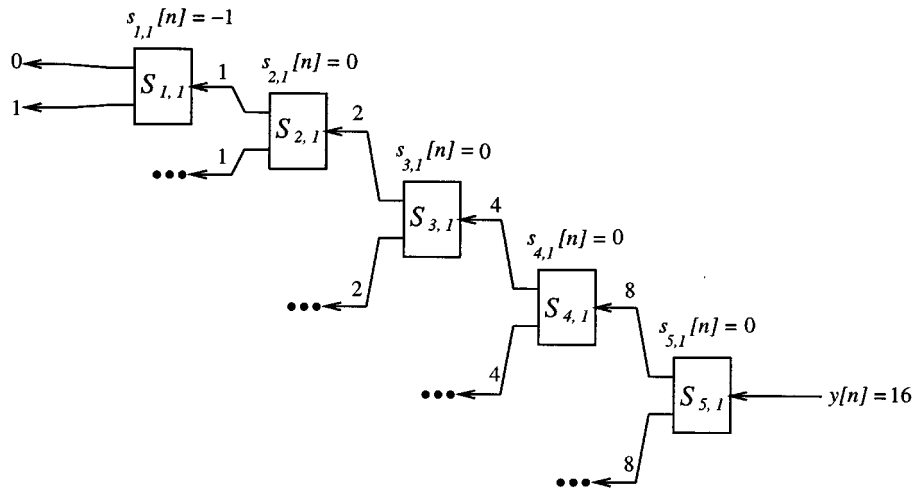 s1,1[n] = −1
0
1
S1,1
1
s2,1[n] = 0
S2,1
1
2
s3,1[n] = 0
S3,1
2
4
s4,1[n] = 0
S4,1
4
8
s5,1[n] = 0
S5,1
8
y[n] = 16